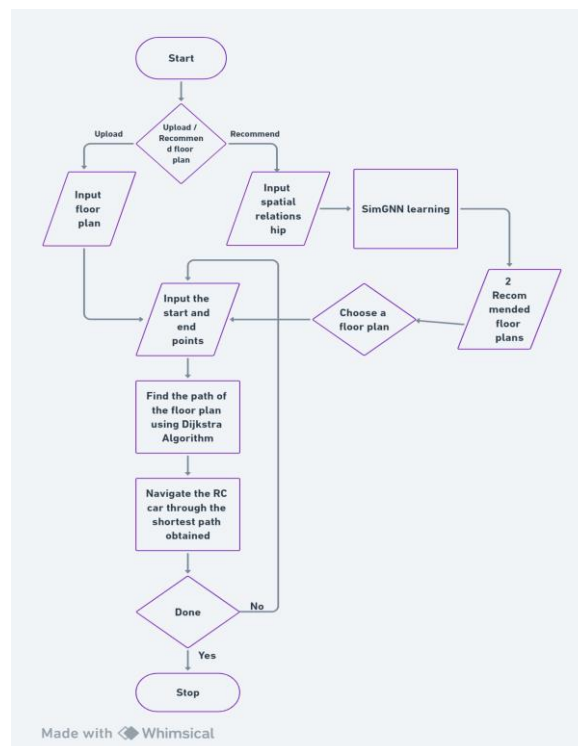 Start
Upload
Upload /
Recommen
d floor
plan
Recommend
Input
floor
plan
Input
spatial
relations
hip
SimGNN learning
2
Recom
mended
floor
plans
Choose a
floor plan
Input the
start and
end
points
Find the path of
the floor plan
using Dijkstra
Algorithm
Navigate the RC
car through the
shortest path
obtained
Done
No
Yes
Stop
Made with Whimsical